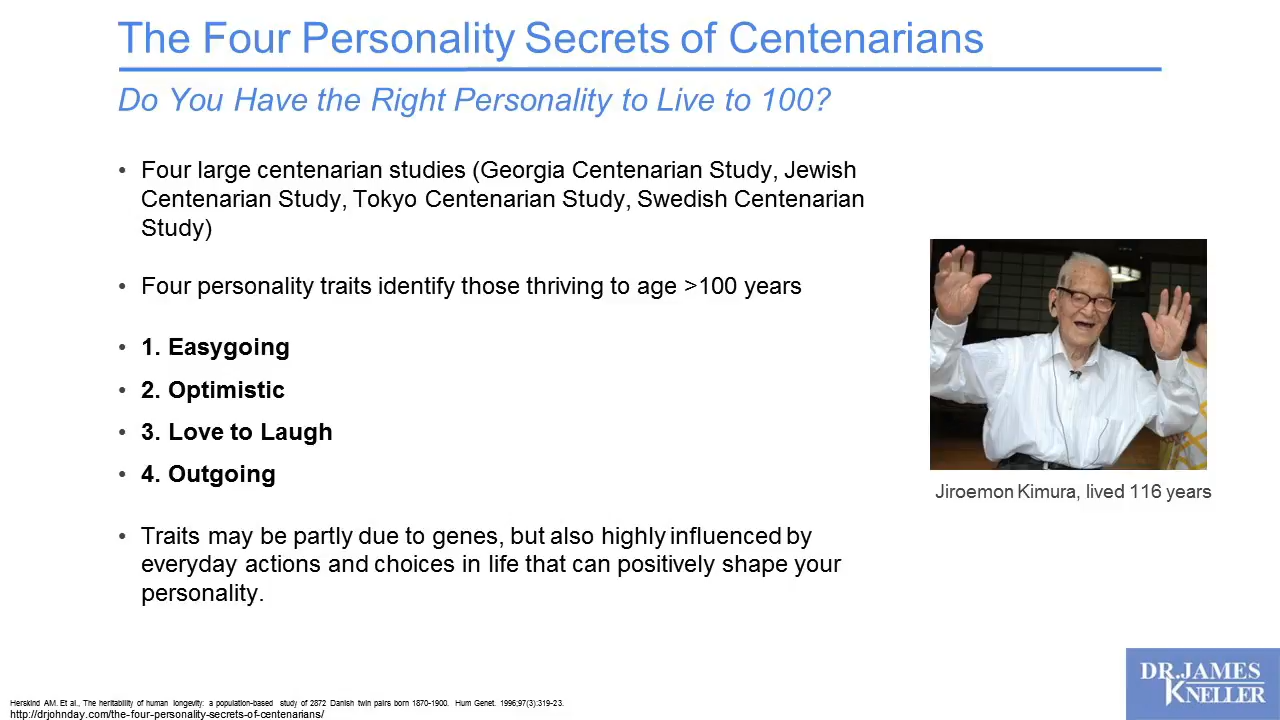 The Four Personality Secrets of Centenarians
Do You Have the Right Personality to Live to 100?
• Four large centenarian studies (Georgia Centenarian Study, Jewish
Centenarian Study, Tokyo Centenarian Study, Swedish Centenarian
Study)
• Four personality traits identify those thriving to age >100 years
• 1. Easygoing
• 2. Optimistic
• 3. Love to Laugh
• 4. Outgoing
• Traits may be partly due to genes, but also highly influenced by
everyday actions and choices in life that can positively shape your
personality.
Jiroemon Kimura, lived 116 years
DR.JAMES
KNELLER
Herskind AM. Et al., The heritability of human longevity: a population-based study of 2872 Danish twin pairs born 1870-1900. Hum Genet. 1996,97(3):319-23.
http://drjohnday.com/the-four-personality-secrets-of-centenarians/